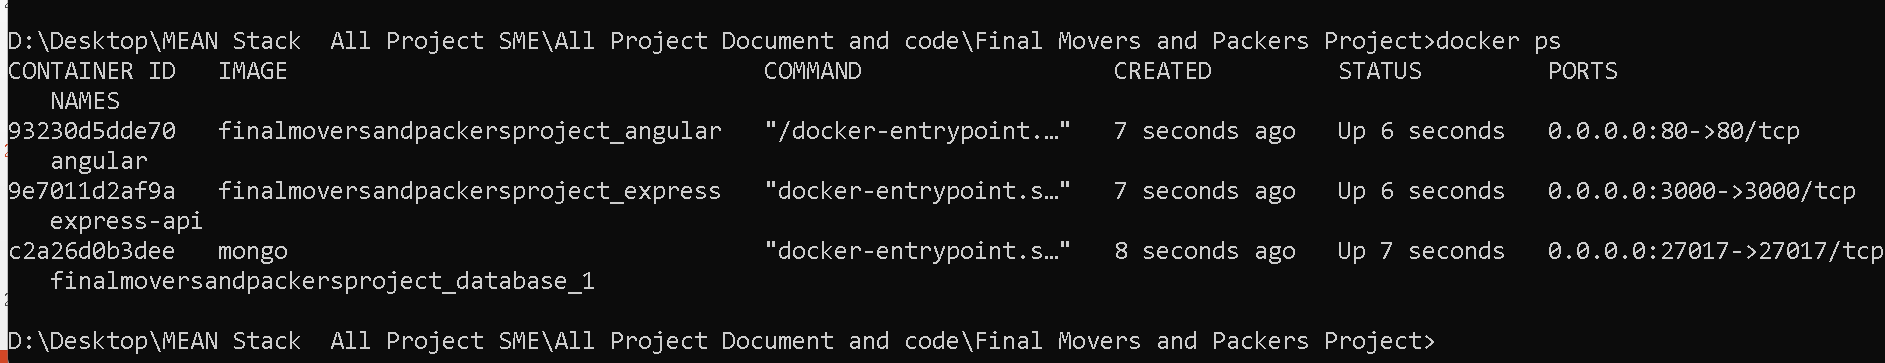 D:\Desktop\MEAN Stack  All Project SME\All Project Document and code\Final Movers and Packers Project>docker ps
CONTAINER ID   IMAGE                                COMMAND                  CREATED         STATUS         PORTS
   NAMES
93230d5dde70   finalmoversandpackersproject_angular   "/docker-entrypoint.…"   7 seconds ago   Up 6 seconds   0.0.0.0:80->80/tcp
   angular
9e7011d2af9a   finalmoversandpackersproject_express   "docker-entrypoint.s…"   7 seconds ago   Up 6 seconds   0.0.0.0:3000->3000/tcp
   express-api
c2a26d0b3dee   mongo                                "docker-entrypoint.s…"   8 seconds ago   Up 7 seconds   0.0.0.0:27017->27017/tcp
   finalmoversandpackersproject_database_1
D:\Desktop\MEAN Stack  All Project SME\All Project Document and code\Final Movers and Packers Project>